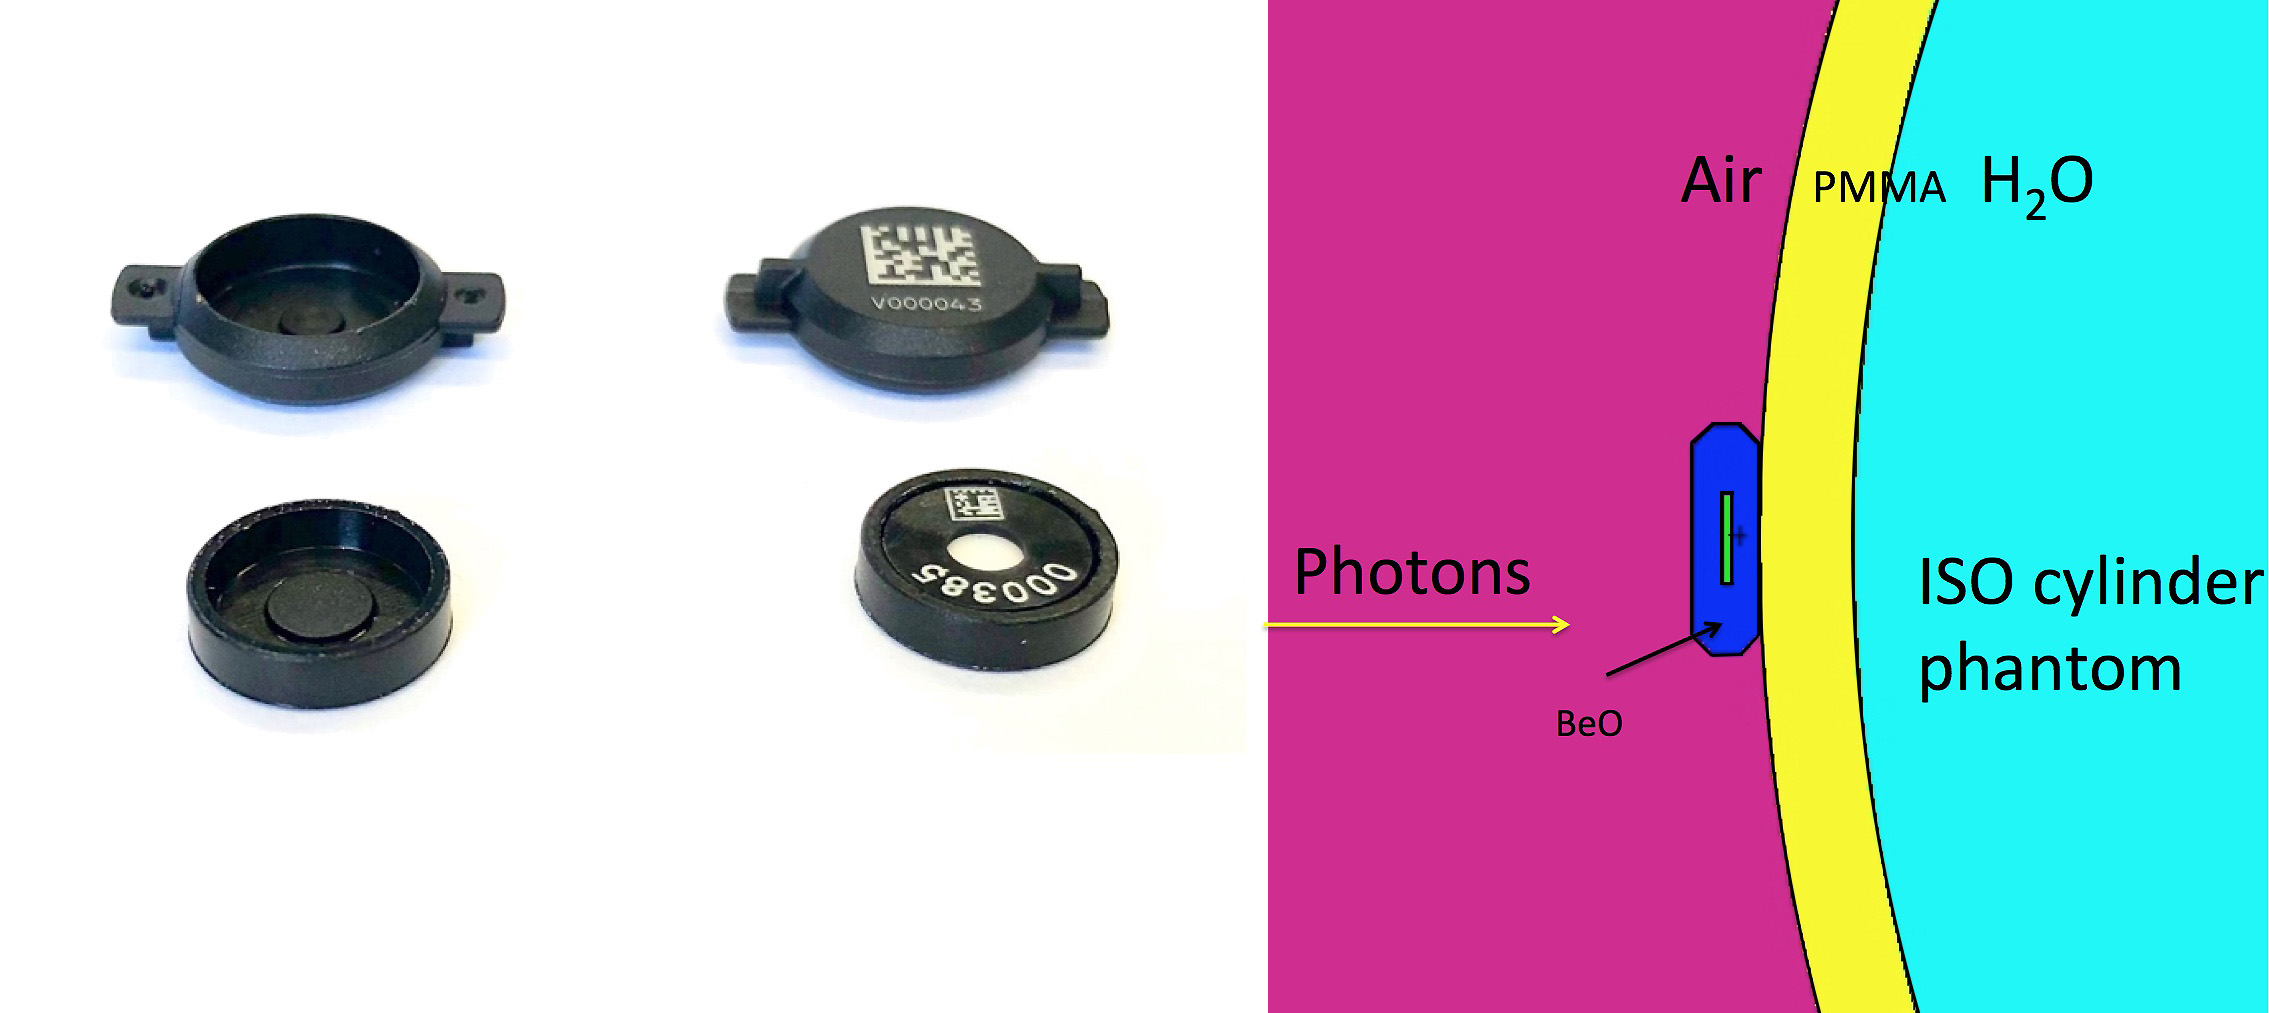 V000043
000385
Air PMMA H₂O
Photons
ISO cylinder
phantom
BeO